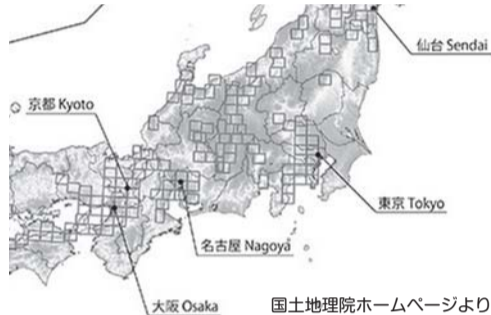 仙台 Sendai
京都 Kyoto
東京 Tokyo
名古屋 Nagoya
大阪 Osaka
国土地理院ホームページより